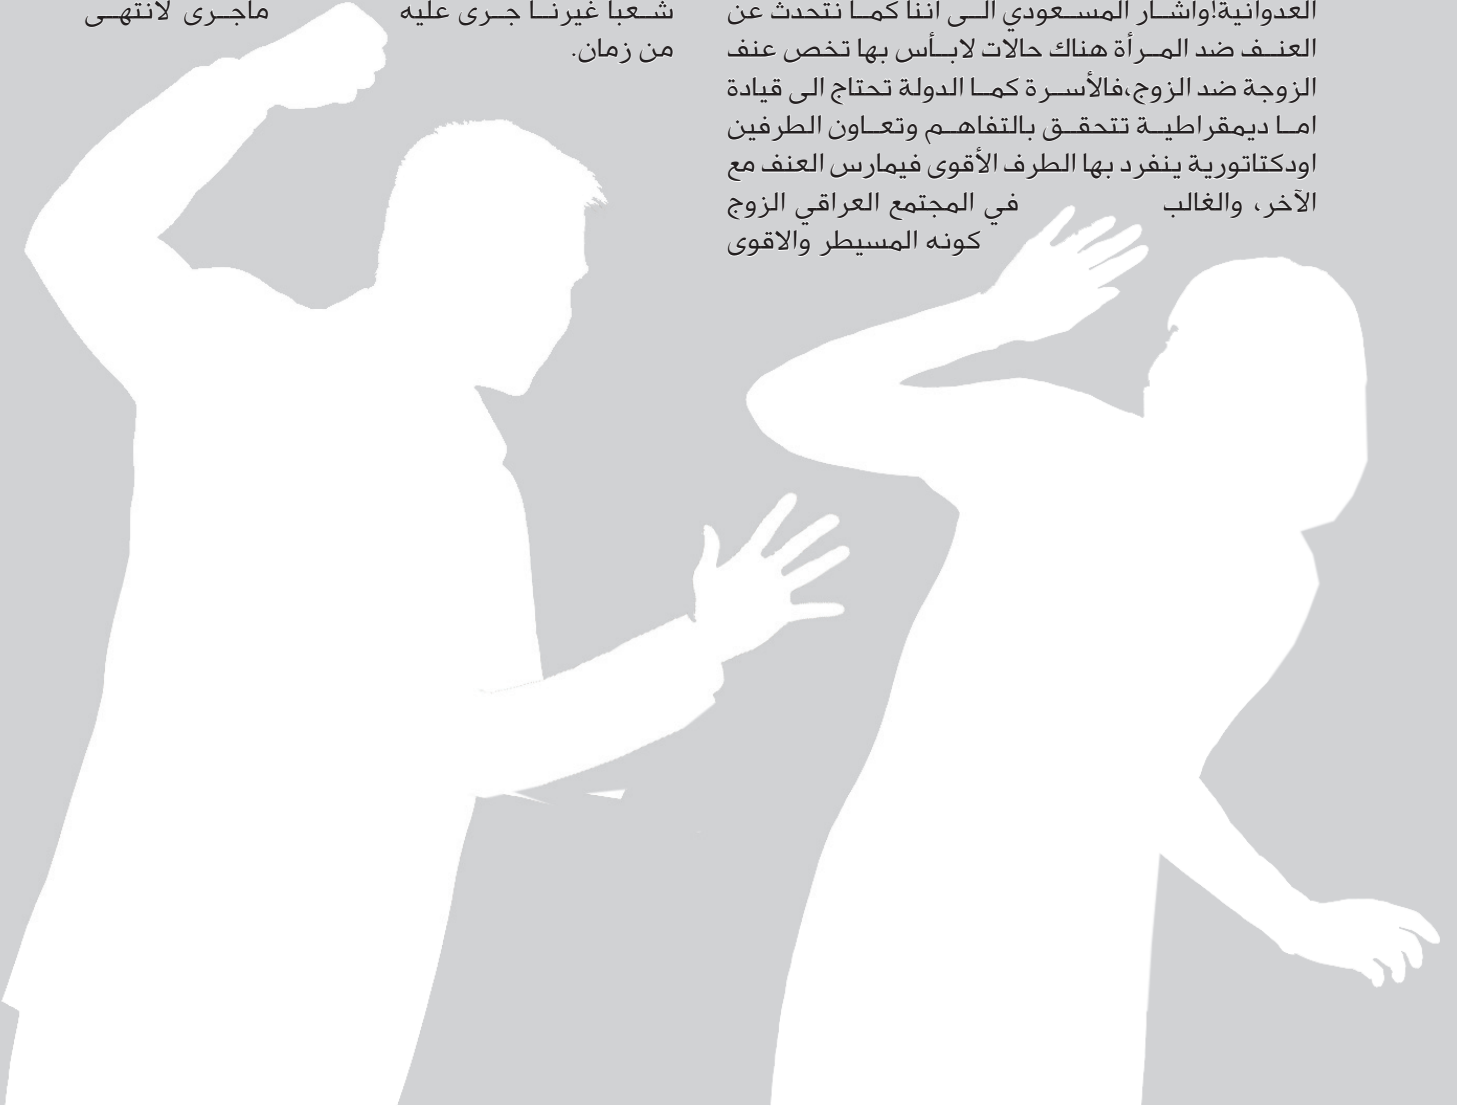 العدوانية!واشار المسعودي الى اننا كما نتحدث عن
العنف ضد المرأة هناك حالات لابأس بها تخص عنف
الزوجة ضد الزوج،فالأسرة كما الدولة تحتاج الى قيادة
اما ديمقراطية تتحقق بالتفاهم وتعاون الطرفين
اودكتاتورية ينفرد بها الطرف الأقوى فيمارس العنف مع
الآخر، والغالب في المجتمع العراقي الزوج
كونه المسيطر والاقوى
شعبا غيرنا جرى عليه ماجرى لانتهى
من زمان.